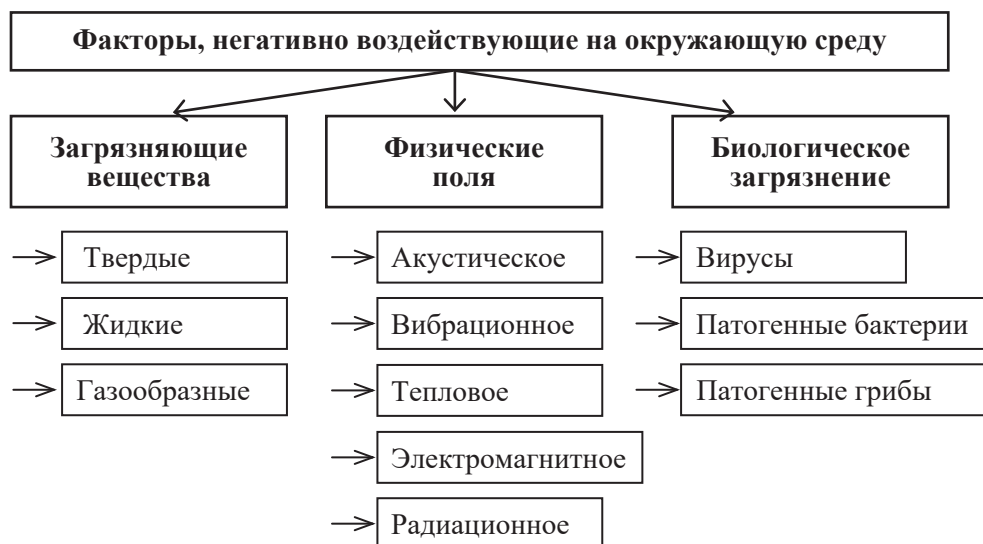 Факторы, негативно воздействующие на окружающую среду
Загрязняющие
вещества
Твердые
Жидкие
Газообразные
Физические
поля
Акустическое
Вибрационное
Тепловое
Электромагнитное
Радиационное
Биологическое
загрязнение
Вирусы
Патогенные бактерии
Патогенные грибы